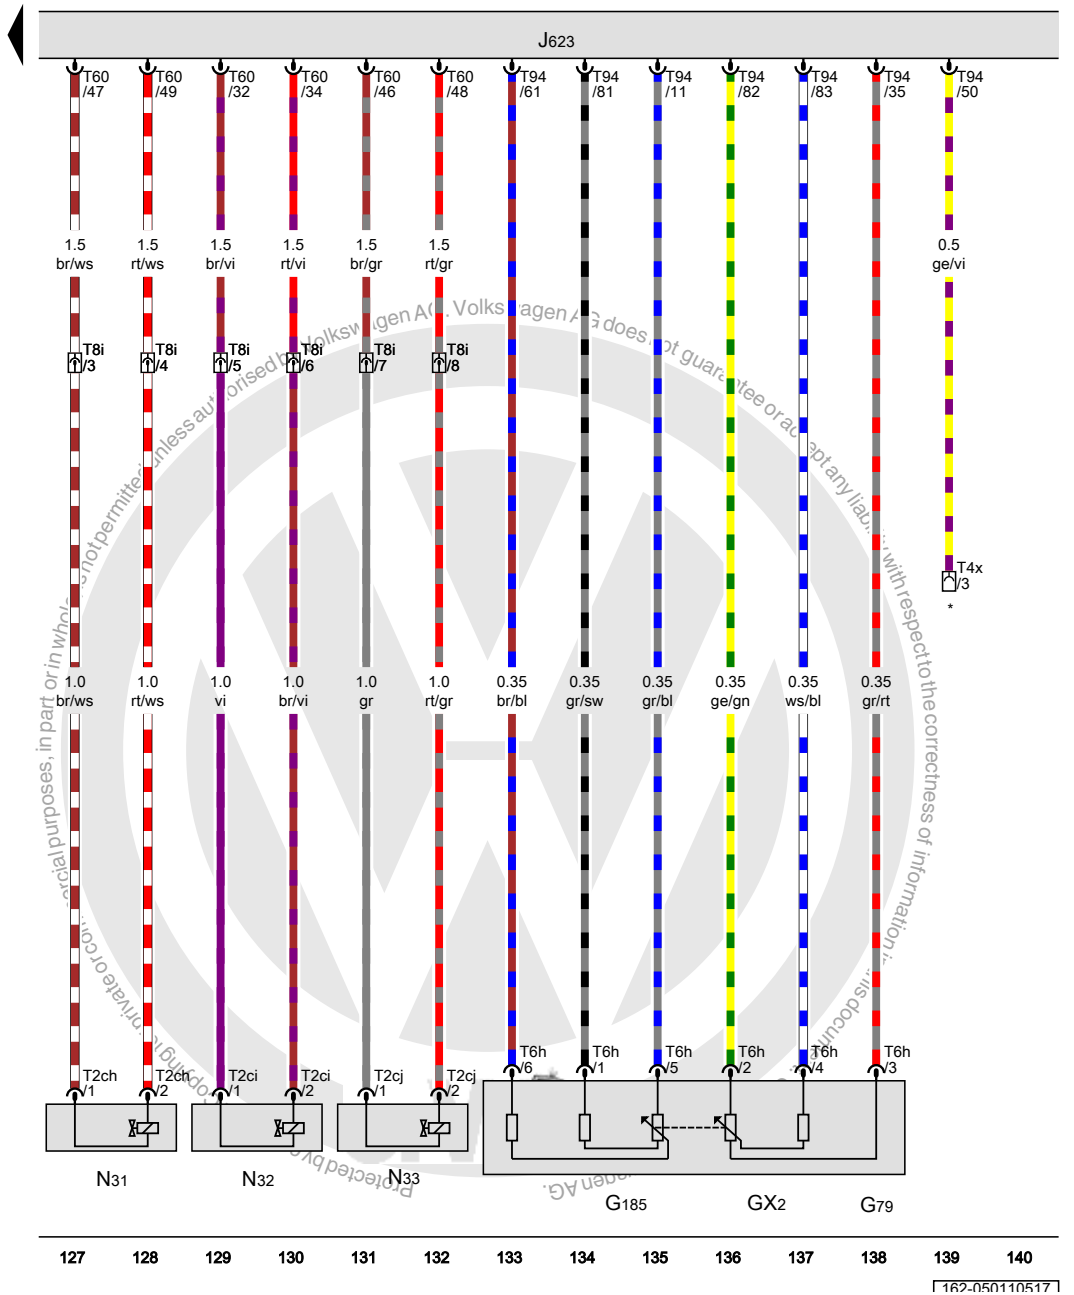 J623
T60 T60 T60 T60 T60 T60 T94 T94 T94 T94 T94 T94 T94
/47 /49 /32 /34 /46 /48 /61 /81 /11 /82 /83 /35 /50
1.5 1.5 1.5 1.5 1.5 1.5 0.5
br/ws rt/ws br/vi rt/vi br/gr rt/gr ge/vi
T8i T8i T8i T8i T8i T8i
/3 /4 /5 /6 /7 /8
T4x
/3
*
1.0 1.0 1.0 1.0 1.0 1.0 0.35 0.35 0.35 0.35 0.35 0.35
br/ws rt/ws vi br/vi gr rt/gr br/bl gr/sw gr/bl ge/gn ws/bl gr/rt
T6h T6h T6h T6h T6h T6h
/6 /1 /5 /2 /4 /3
T2ch T2ch T2ci T2ci T2cj T2cj
/1 /2 /1 /2 /1 /2
N31 N32 N33
G185 GX2 G79
127 128 129 130 131 132 133 134 135 136 137 138 139 140
162-050110517